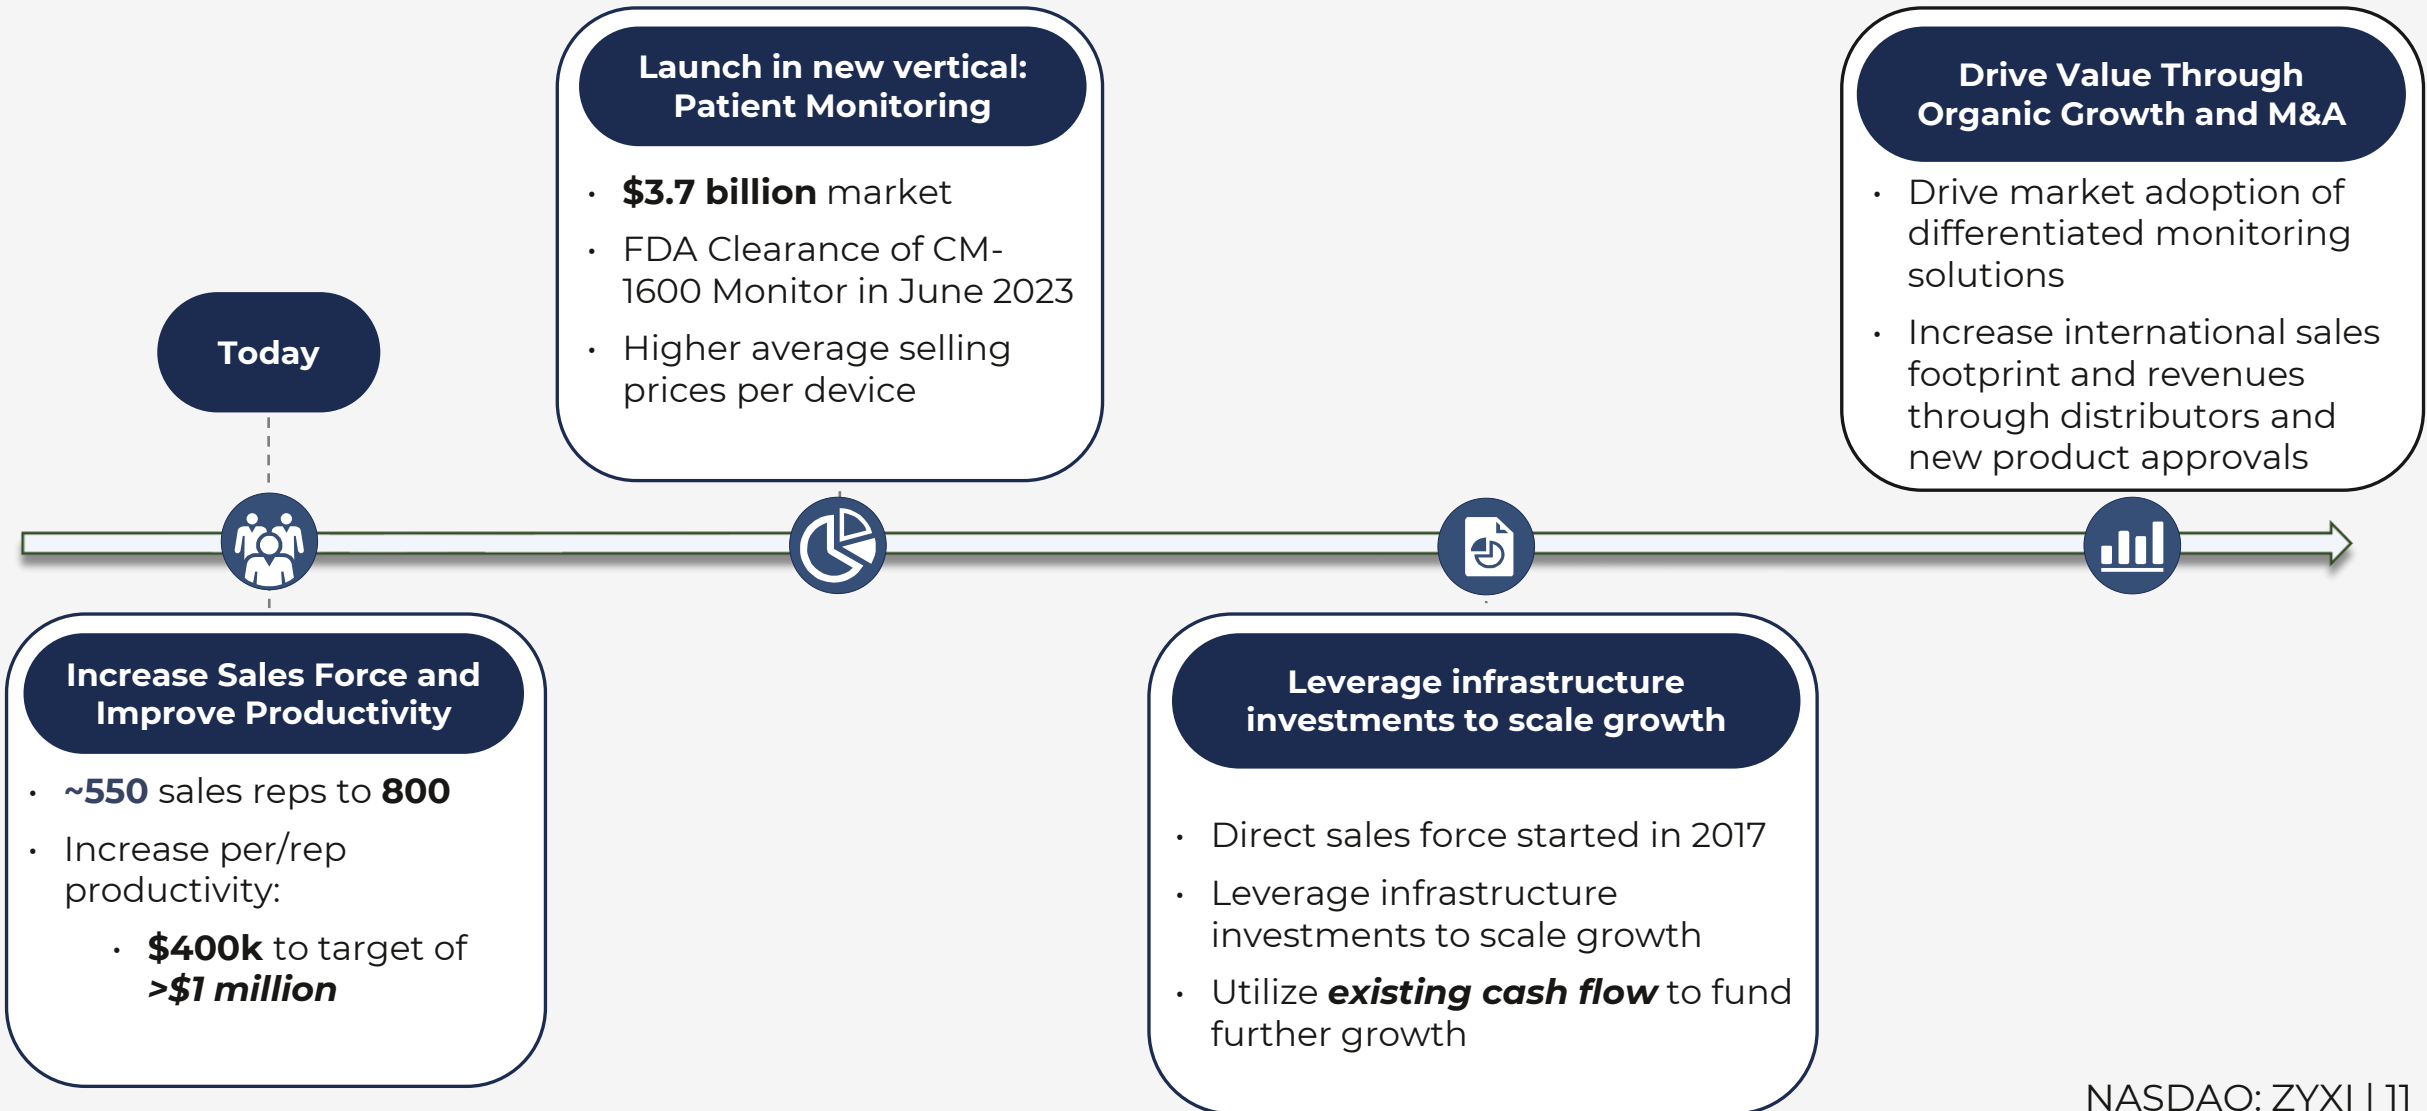 Today
Increase Sales Force and
Improve Productivity
· ~550 sales reps to 800
· Increase per/rep
productivity:
· $400k to target of
>$1 million
Launch in new vertical:
Patient Monitoring
· $3.7 billion market
· FDA Clearance of CM-
1600 Monitor in June 2023
· Higher average selling
prices per device
Leverage infrastructure
investments to scale growth
· Direct sales force started in 2017
· Leverage infrastructure
investments to scale growth
· Utilize existing cash flow to fund
further growth
Drive Value Through
Organic Growth and M&A
· Drive market adoption of
differentiated monitoring
solutions
· Increase international sales
footprint and revenues
through distributors and
new product approvals
NASDAQ: ZYXI | 11